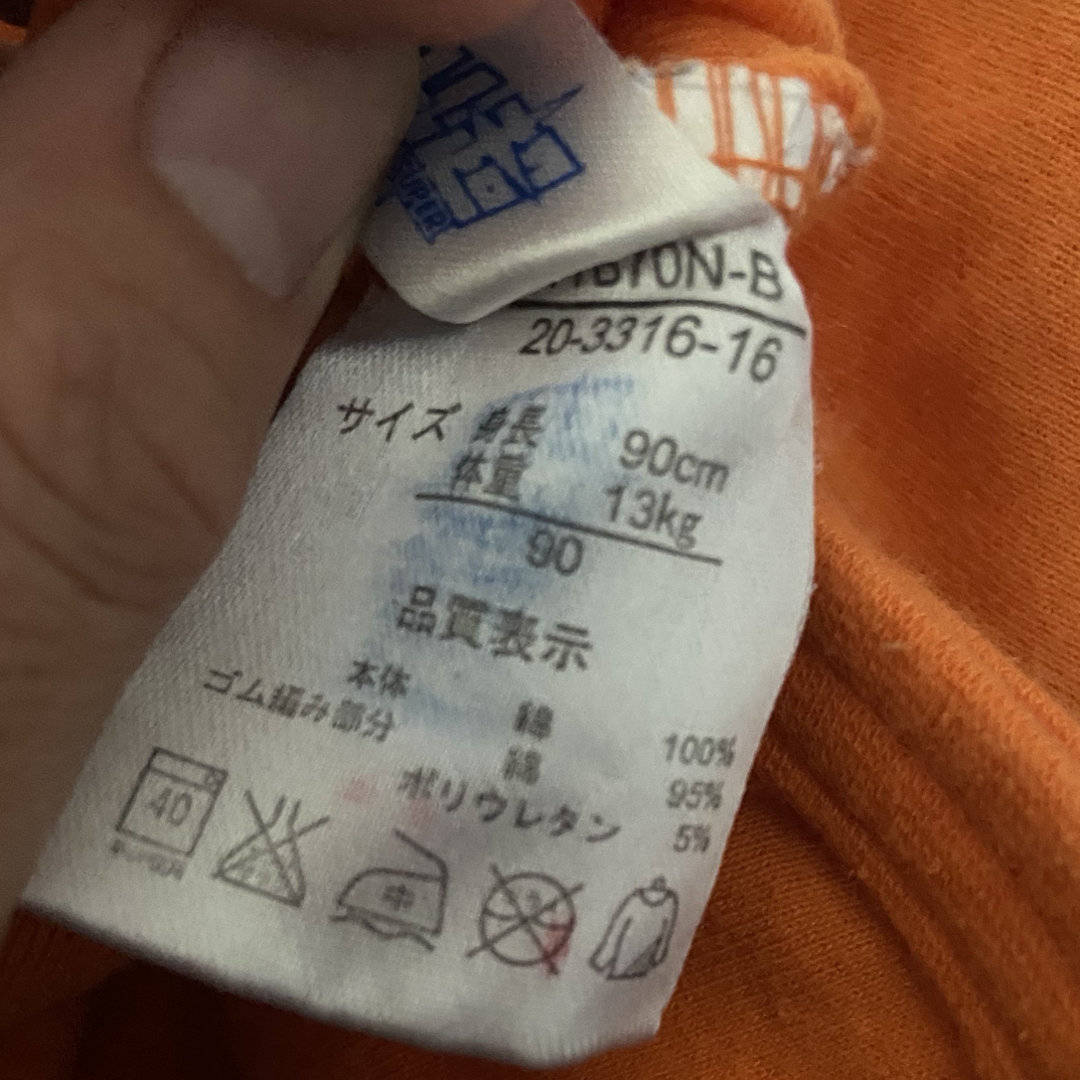 20-3316-16
サイズ 身長 90cm
体重 13kg
90
品質表示
本体 綿 100%
ゴム編み部分 綿 95%
ポリウレタン 5%
40
中